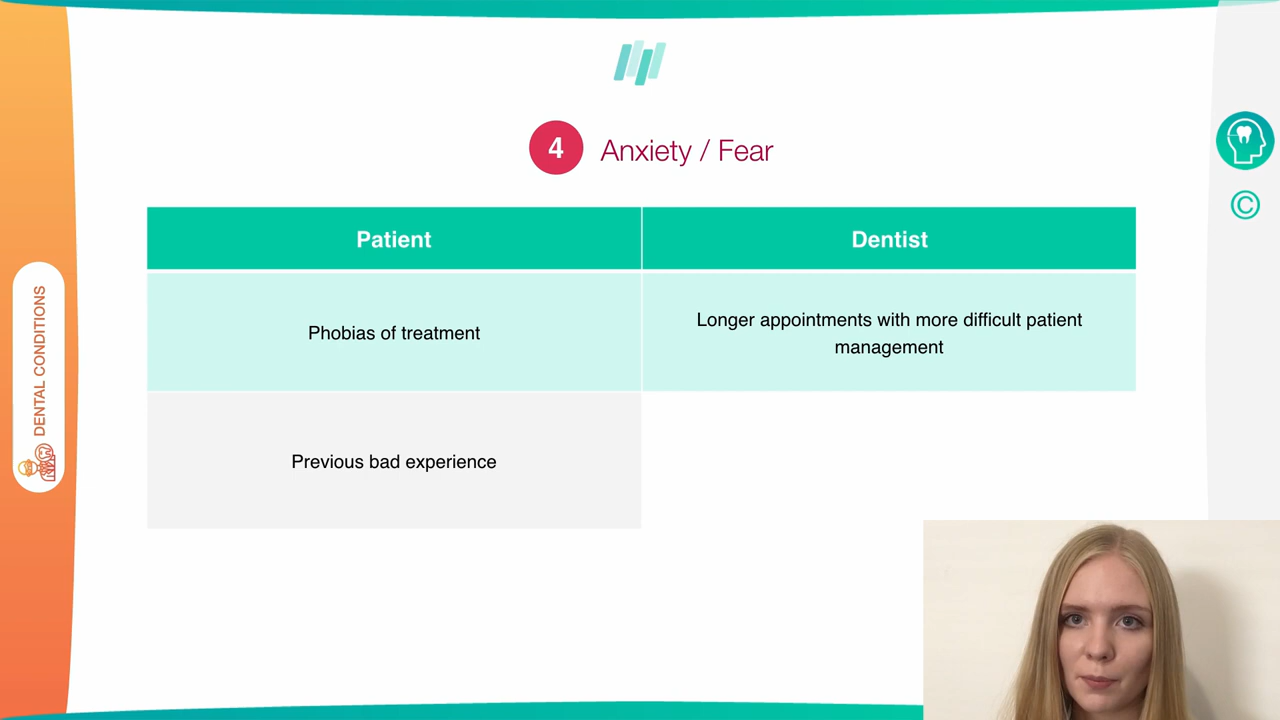 4 Anxiety / Fear
Patient
Dentist
Phobias of treatment
Longer appointments with more difficult patient
management
Previous bad experience
DENTAL CONDITIONS
©